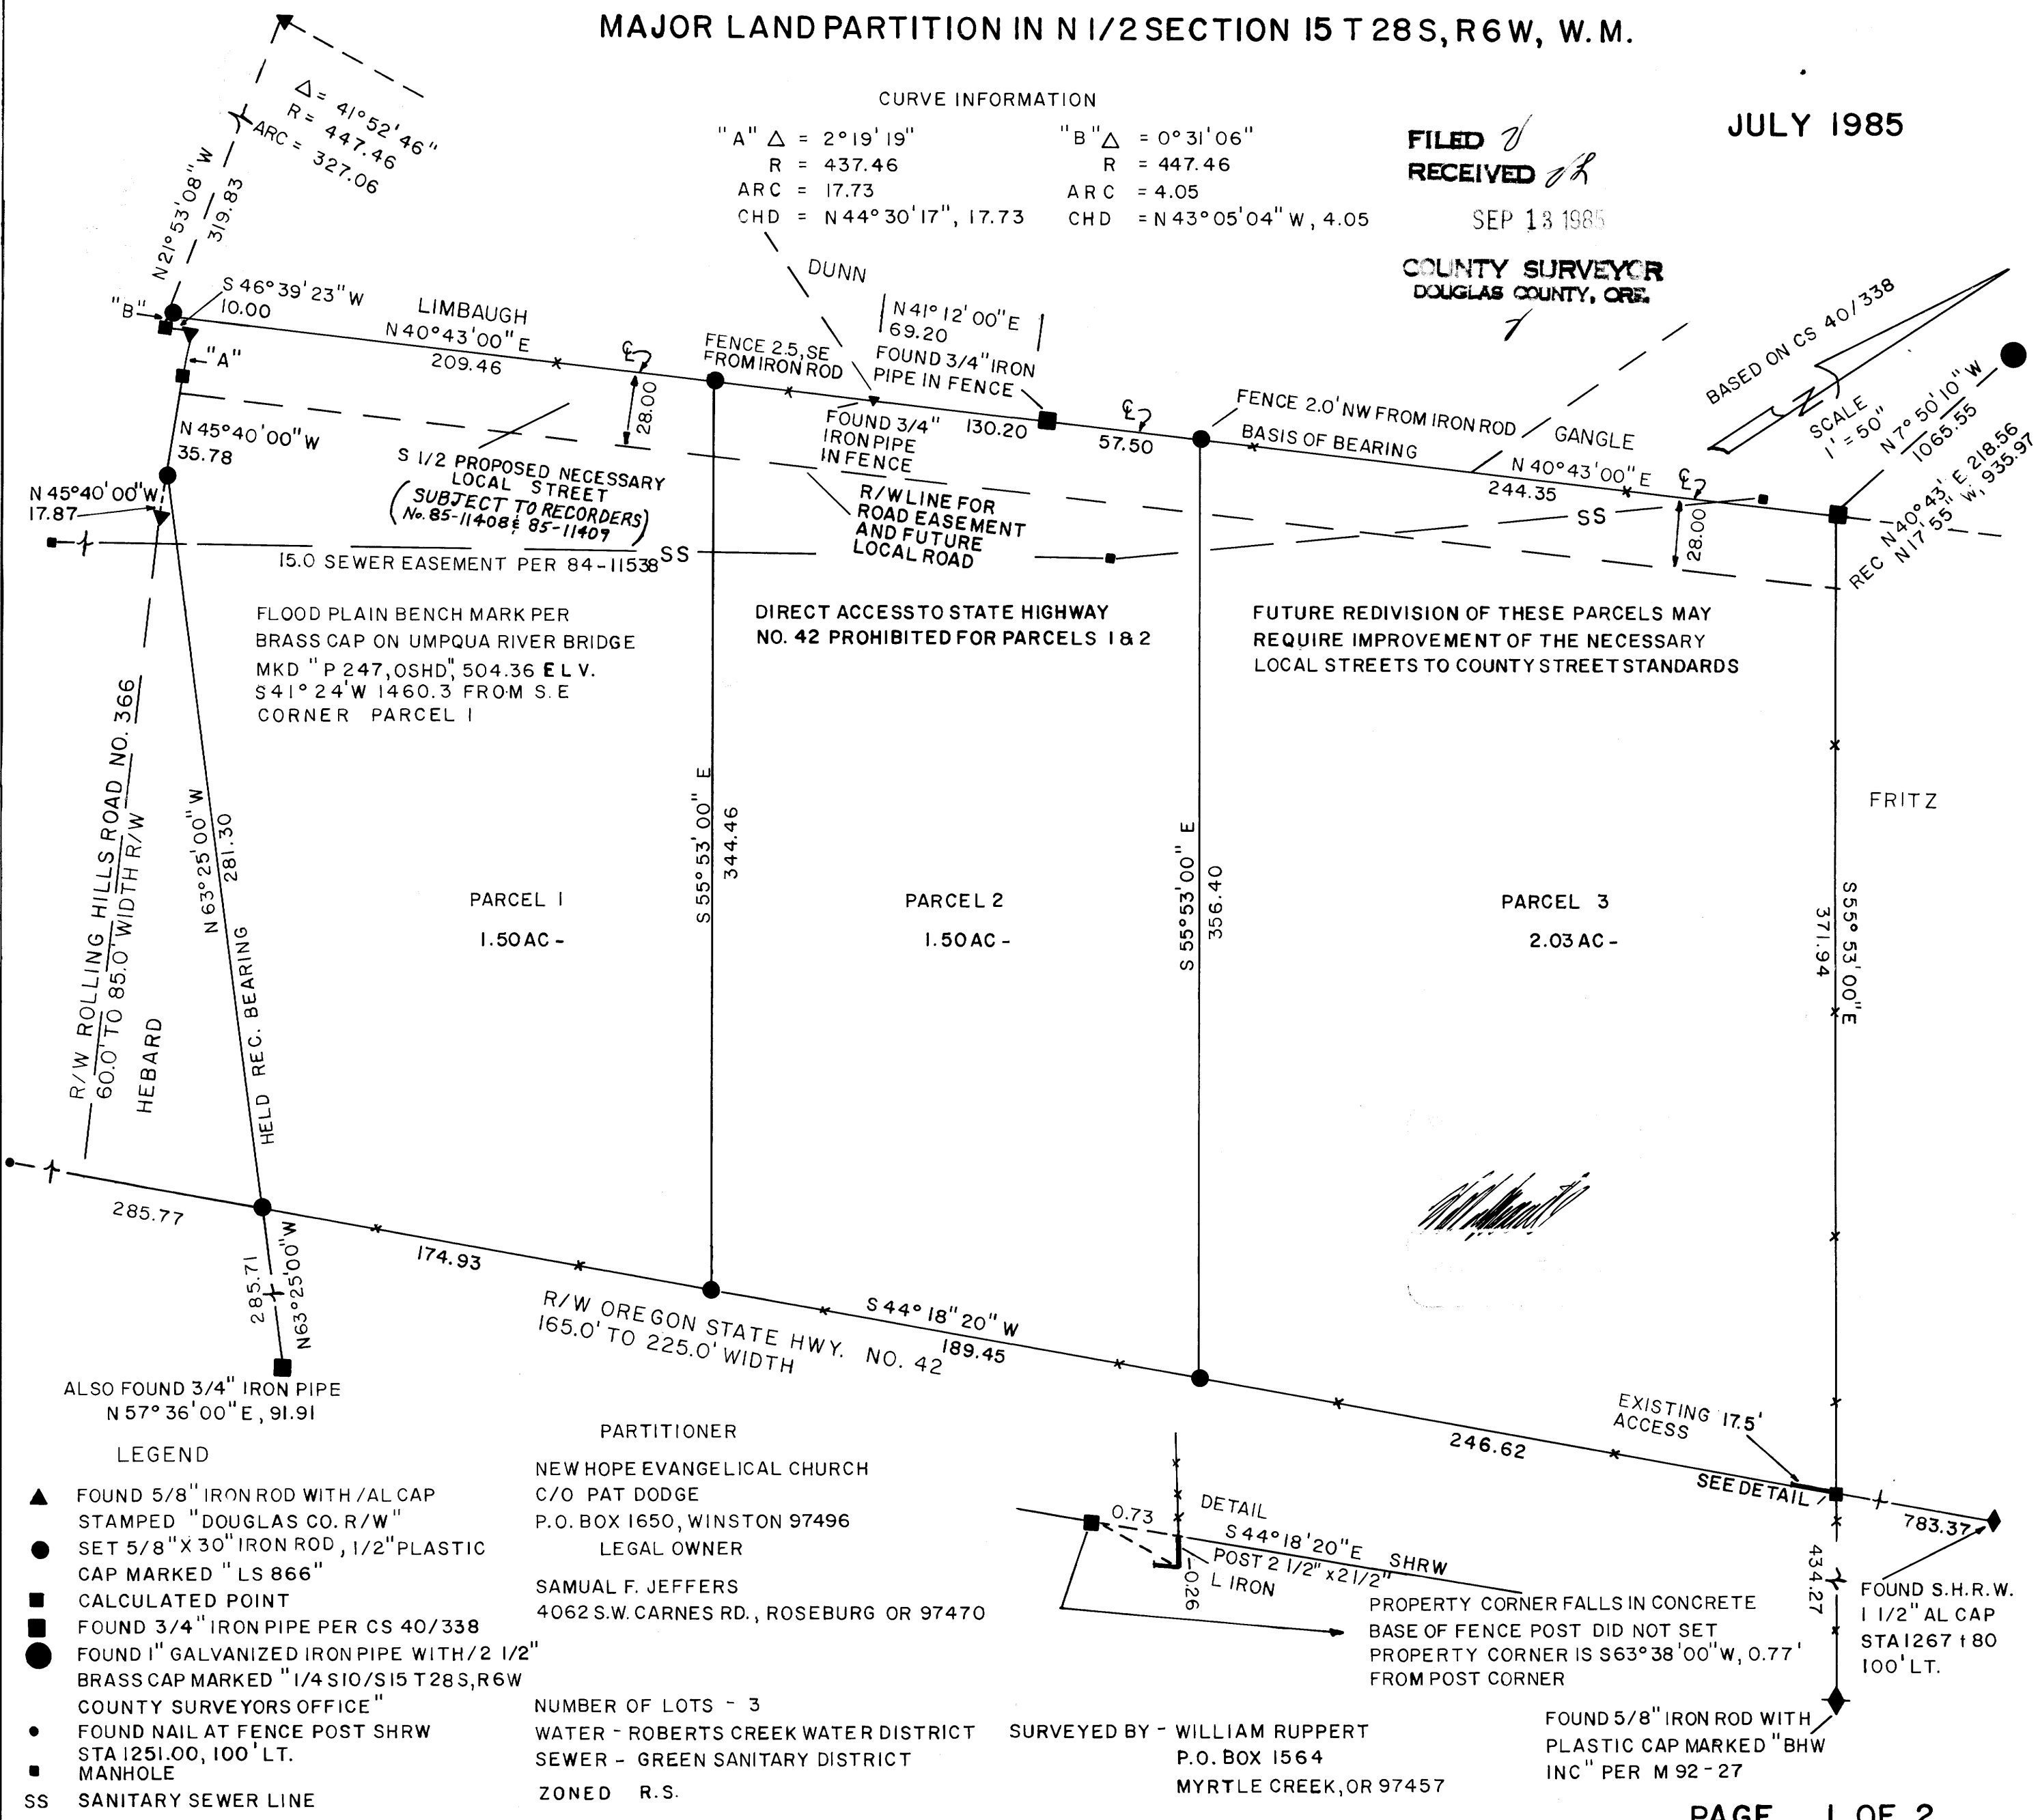 MAJOR LAND PARTITION IN N 1/2 SECTION 15 T 28 S, R 6 W, W.M.
JULY 1985
CURVE INFORMATION
"A" △ = 2°19'19"
R = 437.46
ARC = 17.73
CHD = N 44°30'17", 17.73
"B" △ = 0°31'06"
R = 447.46
ARC = 4.05
CHD = N 43°05'04" W, 4.05
FILED
RECEIVED
SEP 13 1985
COUNTY SURVEYOR
DOUGLAS COUNTY, ORE.
△ = 41°52'46"
R = 447.46
ARC = 327.06
N 21°53'08" W
319.83
"B"
S 46°39'23" W
10.00
"A"
LIMBAUGH
N 40°43'00" E
209.46
℄
28.00
FENCE 2.5, SE
FROM IRON ROD
DUNN
N 41°12'00" E
69.20
FOUND 3/4" IRON
PIPE IN FENCE
FOUND 3/4"
IRON PIPE
IN FENCE
130.20
℄
57.50
FENCE 2.0' NW FROM IRON ROD
BASIS OF BEARING
GANGLE
N 40°43'00" E
244.35
℄
28.00
BASED ON CS 40/338
N
SCALE
1' = 50"
N 7°50'10" W
1065.55
REC N 40°43' E 218.56
N 17'55" W, 935.97
N 45°40'00" W
35.78
N 45°40'00" W
17.87
S 1/2 PROPOSED NECESSARY
LOCAL STREET
(SUBJECT TO RECORDERS)
No. 85-11408 & 85-11409
R/W LINE FOR
ROAD EASEMENT
AND FUTURE
LOCAL ROAD
SS
SS
15.0 SEWER EASEMENT PER 84-11538
FLOOD PLAIN BENCH MARK PER
BRASS CAP ON UMPQUA RIVER BRIDGE
MKD "P 247, OSHD", 504.36 ELV.
S 41°24' W 1460.3 FROM S.E
CORNER PARCEL 1
DIRECT ACCESS TO STATE HIGHWAY
NO. 42 PROHIBITED FOR PARCELS 1 & 2
FUTURE REDIVISION OF THESE PARCELS MAY
REQUIRE IMPROVEMENT OF THE NECESSARY
LOCAL STREETS TO COUNTY STREET STANDARDS
R/W ROLLING HILLS ROAD NO. 366
60.0' TO 85.0' WIDTH R/W
HEBARD
N 63°25'00" W
281.30
HELD REC. BEARING
S 55°53'00" E
344.46
S 55°53'00" E
356.40
S 55°53'00" E
371.94
FRITZ
PARCEL 1
1.50 AC -
PARCEL 2
1.50 AC -
PARCEL 3
2.03 AC -
285.77
174.93
285.71
N 63°25'00" W
R/W OREGON STATE HWY. NO. 42
165.0' TO 225.0' WIDTH
S 44°18"20" W
189.45
246.62
EXISTING 17.5'
ACCESS
SEE DETAIL
783.37
434.27
FOUND S.H.R.W.
1 1/2" AL CAP
STA 1267 + 80
100' LT.
FOUND 5/8" IRON ROD WITH
PLASTIC CAP MARKED "BHW
INC" PER M 92-27
ALSO FOUND 3/4" IRON PIPE
N 57°36'00" E, 91.91
LEGEND
FOUND 5/8" IRON ROD WITH /AL CAP
STAMPED "DOUGLAS CO. R/W"
SET 5/8" X 30" IRON ROD, 1/2" PLASTIC
CAP MARKED "LS 866"
CALCULATED POINT
FOUND 3/4" IRON PIPE PER CS 40/338
FOUND 1" GALVANIZED IRON PIPE WITH/2 1/2"
BRASS CAP MARKED "1/4 S10/S15 T28S, R6W
COUNTY SURVEYORS OFFICE"
FOUND NAIL AT FENCE POST SHRW
STA 1251.00, 100' LT.
MANHOLE
SS SANITARY SEWER LINE
PARTITIONER
NEW HOPE EVANGELICAL CHURCH
C/O PAT DODGE
P.O. BOX 1650, WINSTON 97496
LEGAL OWNER
SAMUAL F. JEFFERS
4062 S.W. CARNES RD., ROSEBURG OR 97470
NUMBER OF LOTS - 3
WATER - ROBERTS CREEK WATER DISTRICT
SEWER - GREEN SANITARY DISTRICT
ZONED R.S.
SURVEYED BY - WILLIAM RUPPERT
P.O. BOX 1564
MYRTLE CREEK, OR 97457
0.73
DETAIL
S 44°18'20" E SHRW
POST 2 1/2" x 2 1/2"
L IRON
0.26
PROPERTY CORNER FALLS IN CONCRETE
BASE OF FENCE POST DID NOT SET
PROPERTY CORNER IS S 63°38'00" W, 0.77'
FROM POST CORNER
PAGE 1 OF 2